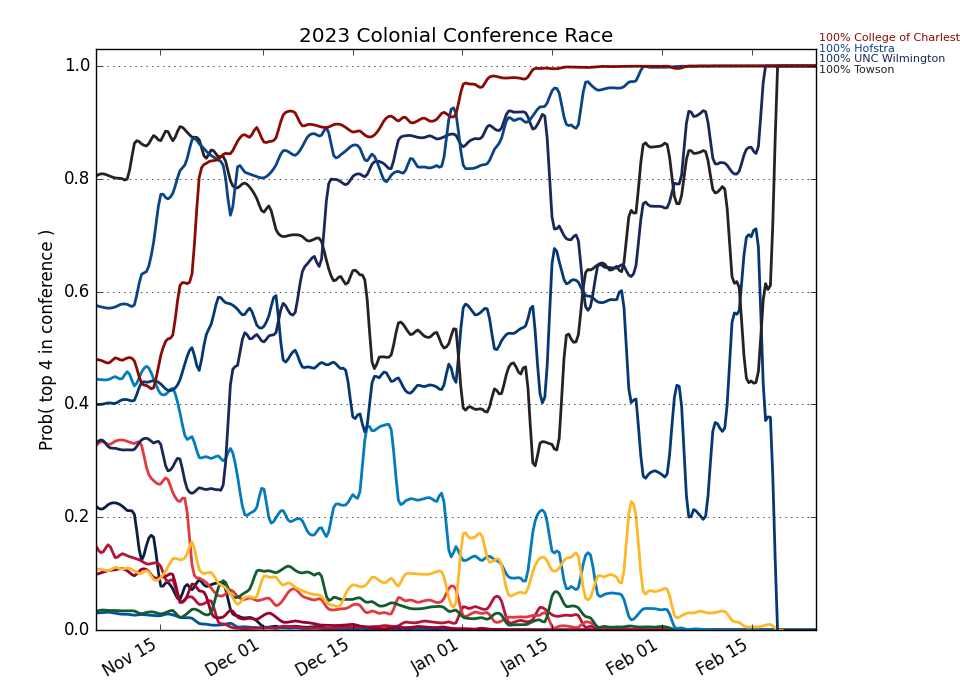 2023 Colonial Conference Race
100% College of Charlest
100% Hofstra
100% UNC Wilmington
100% Towson
Prob( top 4 in conference )
1.0
0.8
0.6
0.4
0.2
0.0
Nov 15
Dec 01
Dec 15
Jan 01
Jan 15
Feb 01
Feb 15